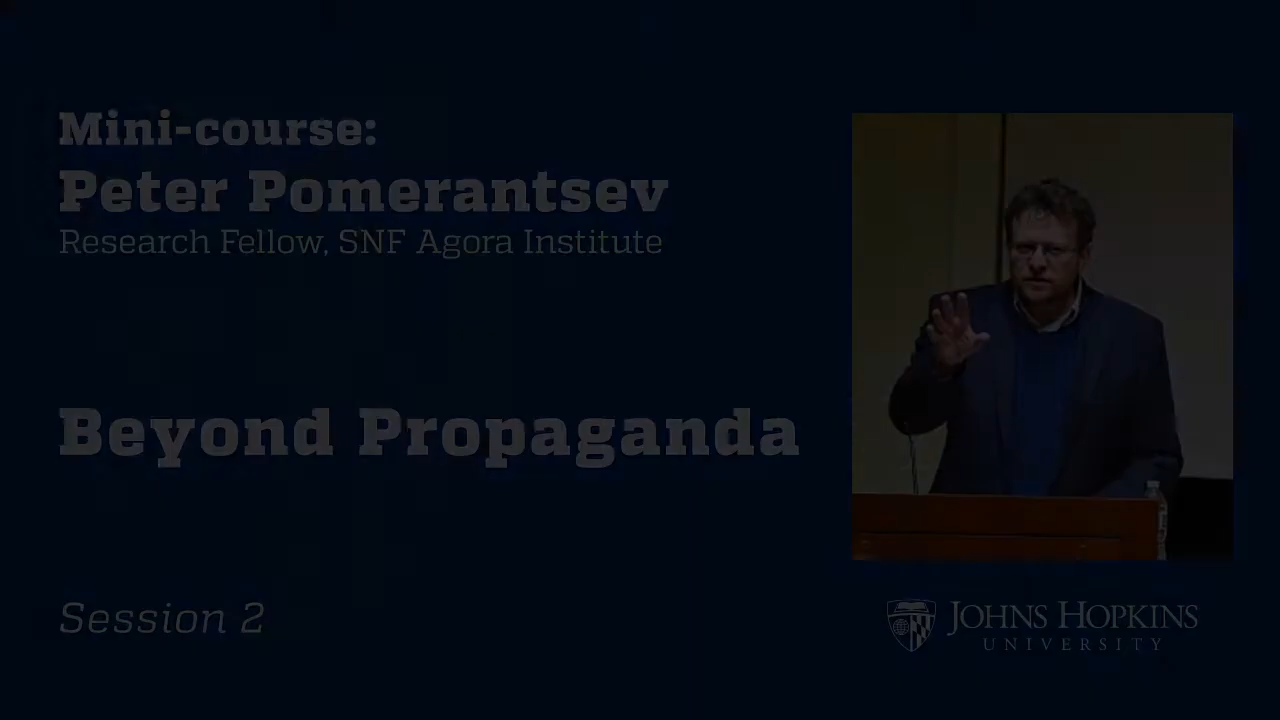 Mini-course:
Peter Pomerantsev
Research Fellow, SNF Agora Institute
Beyond Propaganda
Session 2
JOHNS HOPKINS
UNIVERSITY